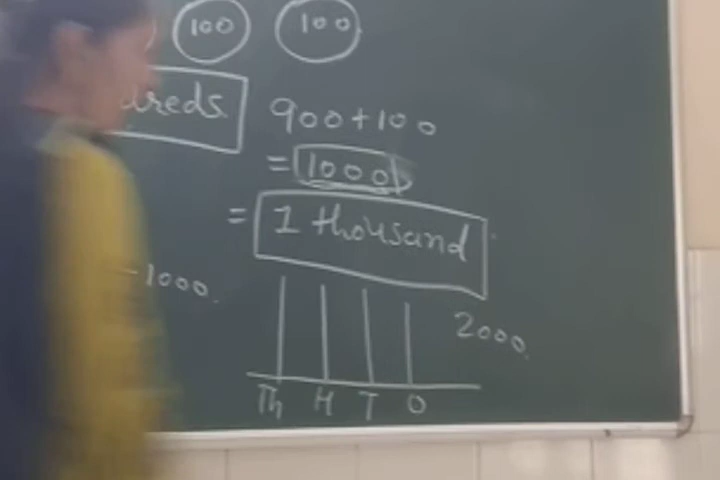 100 100
dreds 900+100
= 1000
= 1 thousand
-1000.
2000.
Th H T O